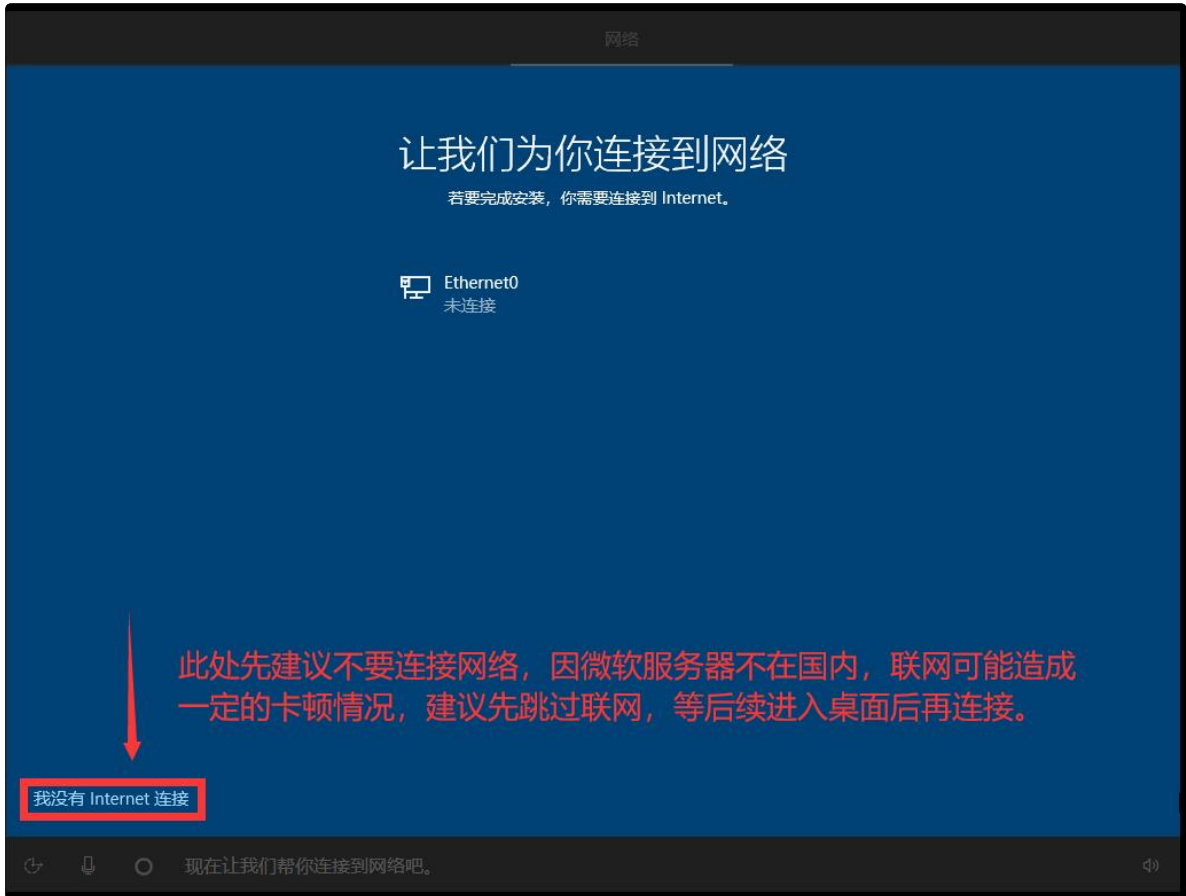 网络
让我们为你连接到网络
若要完成安装，你需要连接到 Internet。
Ethernet0
未连接
此处先建议不要连接网络，因微软服务器不在国内，联网可能造成
一定的卡顿情况，建议先跳过联网，等后续进入桌面后再连接。
我没有 Internet 连接
现在让我们帮你连接到网络吧。